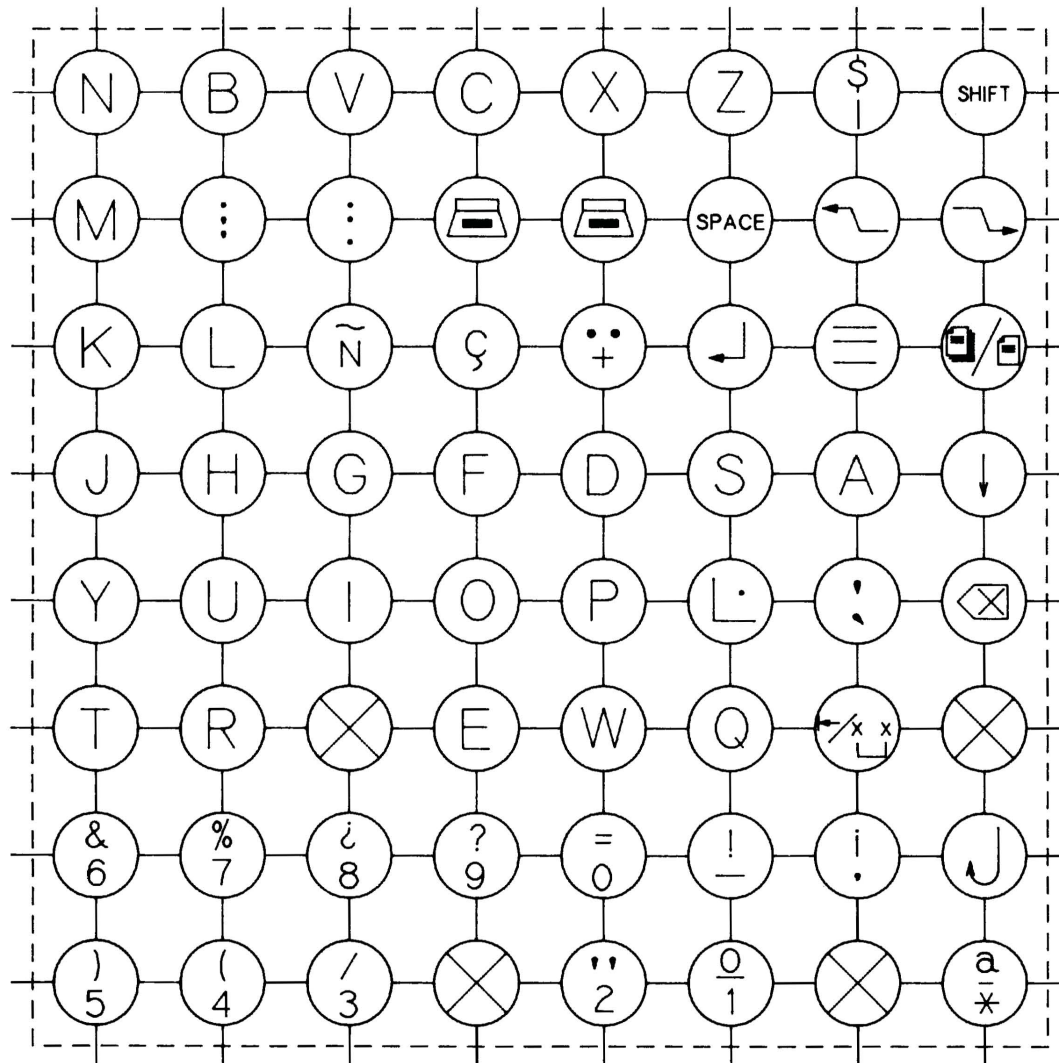 N B V C X Z $ | SHIFT
M ; : SPACE
K L Ñ Ç ¨ +
J H G F D S A
Y U I O P
T R E W Q x x
& 6 % 7 ¿ 8 ? 9 = 0 ! _ ¡ '
) 5 ( 4 / 3 " 2 º 1 ª *